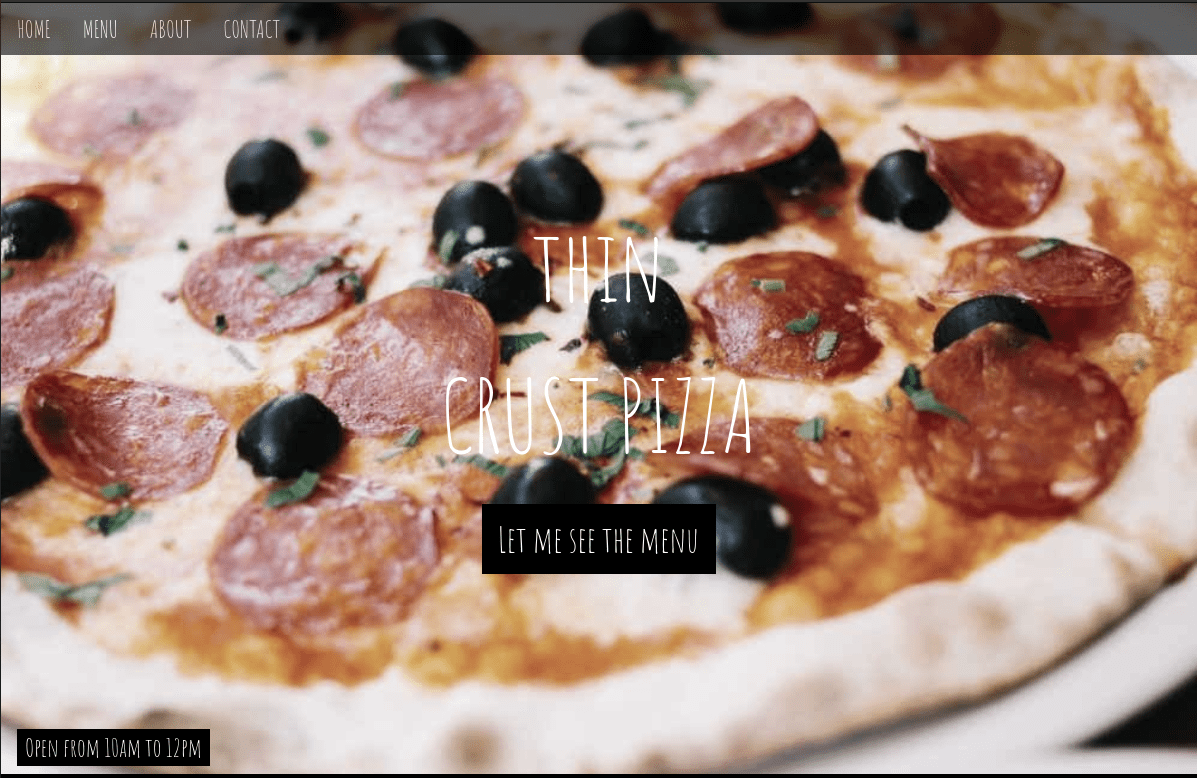 HOME MENU ABOUT CONTACT
THIN
CRUST PIZZA
LET ME SEE THE MENU
OPEN FROM 10AM TO 12PM